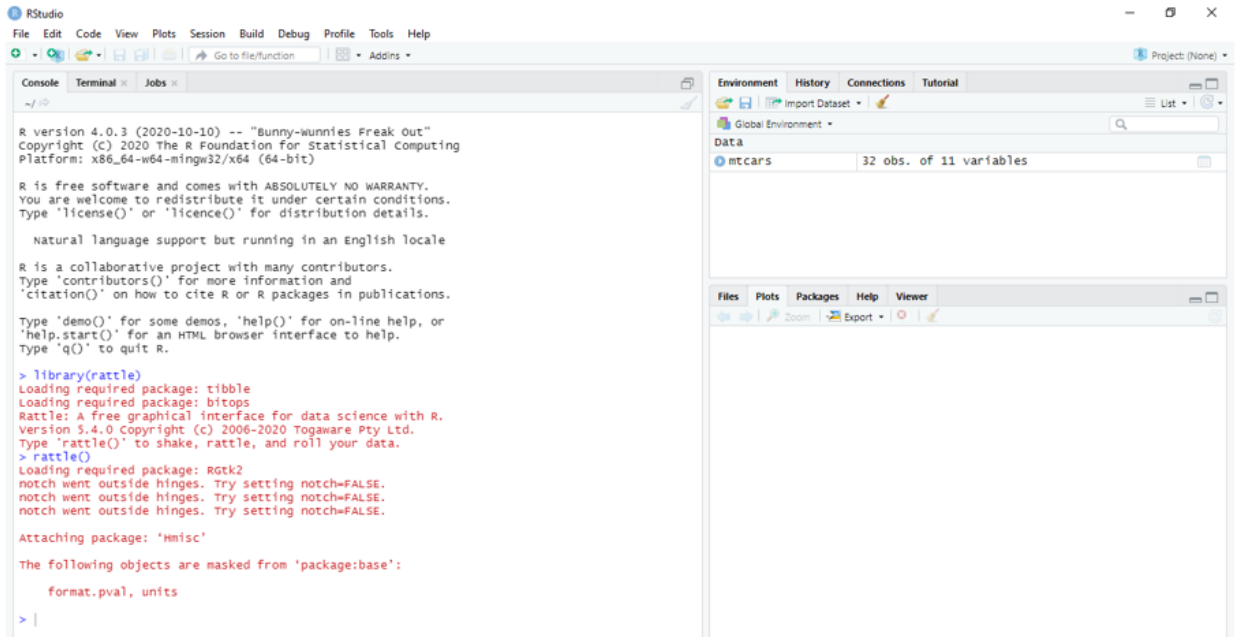 RStudio
File Edit Code View Plots Session Build Debug Profile Tools Help
Go to file/function Addins Project: (None)
Console Terminal Jobs
~/
R version 4.0.3 (2020-10-10) -- "Bunny-Wunnies Freak Out"
Copyright (C) 2020 The R Foundation for Statistical Computing
Platform: x86_64-w64-mingw32/x64 (64-bit)
R is free software and comes with ABSOLUTELY NO WARRANTY.
You are welcome to redistribute it under certain conditions.
Type 'license()' or 'licence()' for distribution details.
Natural language support but running in an English locale
R is a collaborative project with many contributors.
Type 'contributors()' for more information and
'citation()' on how to cite R or R packages in publications.
Type 'demo()' for some demos, 'help()' for on-line help, or
'help.start()' for an HTML browser interface to help.
Type 'q()' to quit R.
> library(rattle)
Loading required package: tibble
Loading required package: bitops
Rattle: A free graphical interface for data science with R.
Version 5.4.0 Copyright (c) 2006-2020 Togaware Pty Ltd.
Type 'rattle()' to shake, rattle, and roll your data.
> rattle()
Loading required package: RGtk2
notch went outside hinges. Try setting notch=FALSE.
notch went outside hinges. Try setting notch=FALSE.
notch went outside hinges. Try setting notch=FALSE.
Attaching package: ‘Hmisc’
The following objects are masked from ‘package:base’:
format.pval, units
>
Environment History Connections Tutorial
Import Dataset List
Global Environment
Data
mtcars 32 obs. of 11 variables
Files Plots Packages Help Viewer
Zoom Export